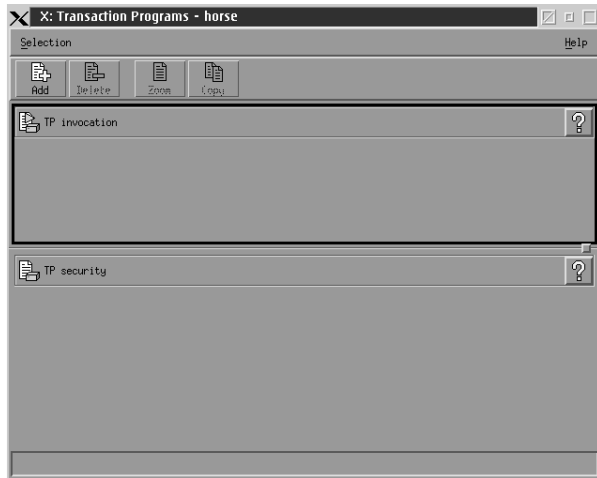 X: Transaction Programs - horse
Selection Help
Add Delete Zoom Copy
TP invocation ?
TP security ?